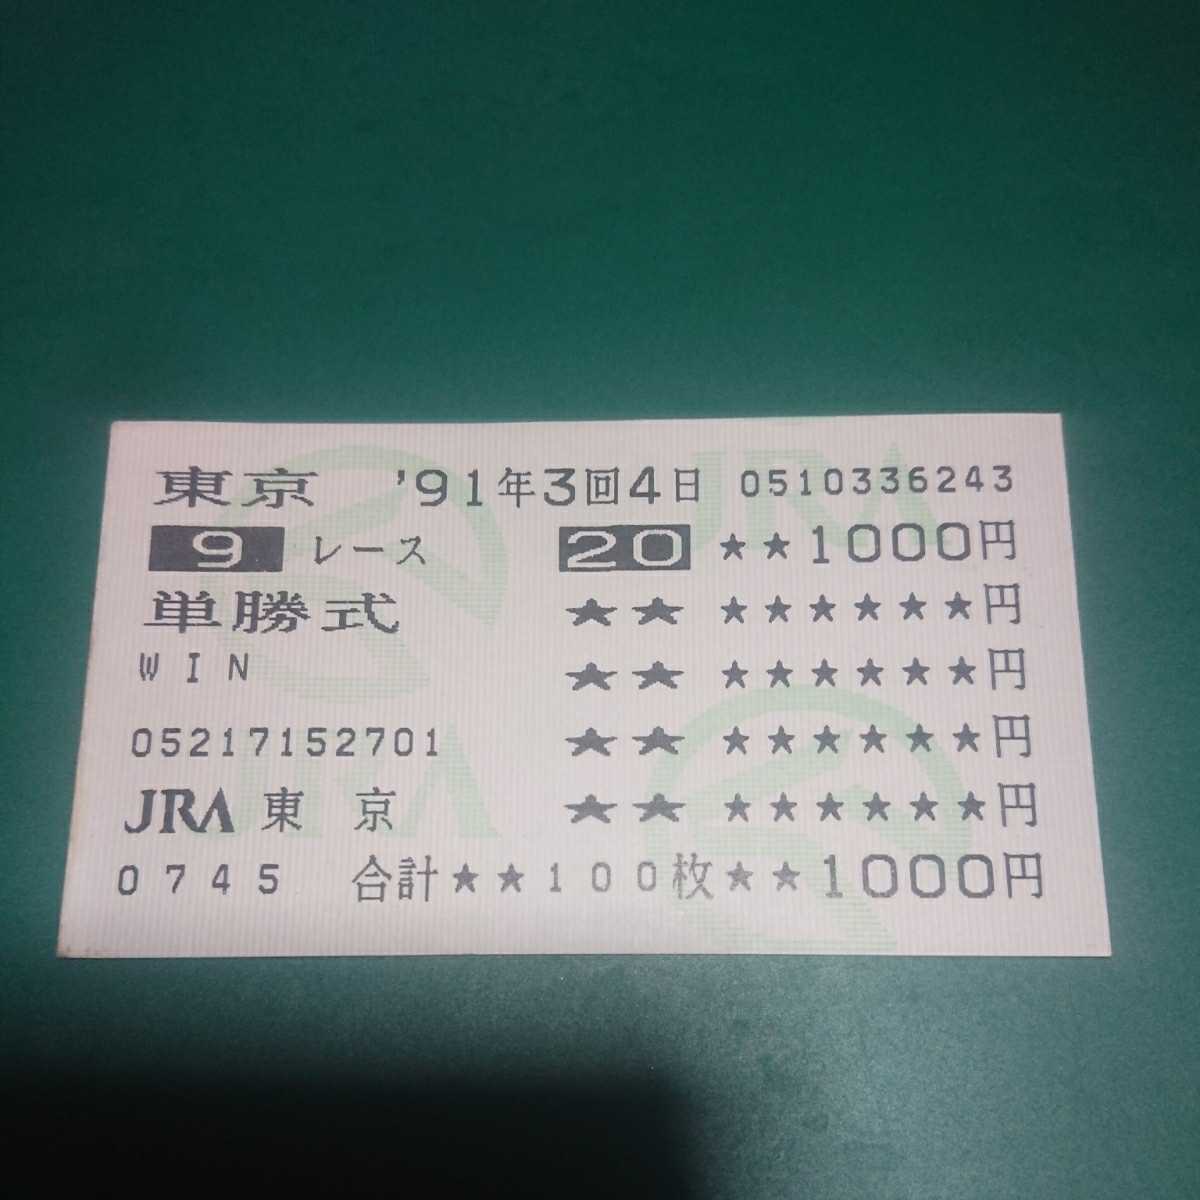 東京 '91年3回4日 0510336243
9 レース 20 ★★1000円
単勝式 ★★ ★★★★★★円
WIN ★★ ★★★★★★円
05217152701 ★★ ★★★★★★円
JRA 東京 ★★ ★★★★★★円
0745 合計★★100枚★★1000円
JRA
JRA